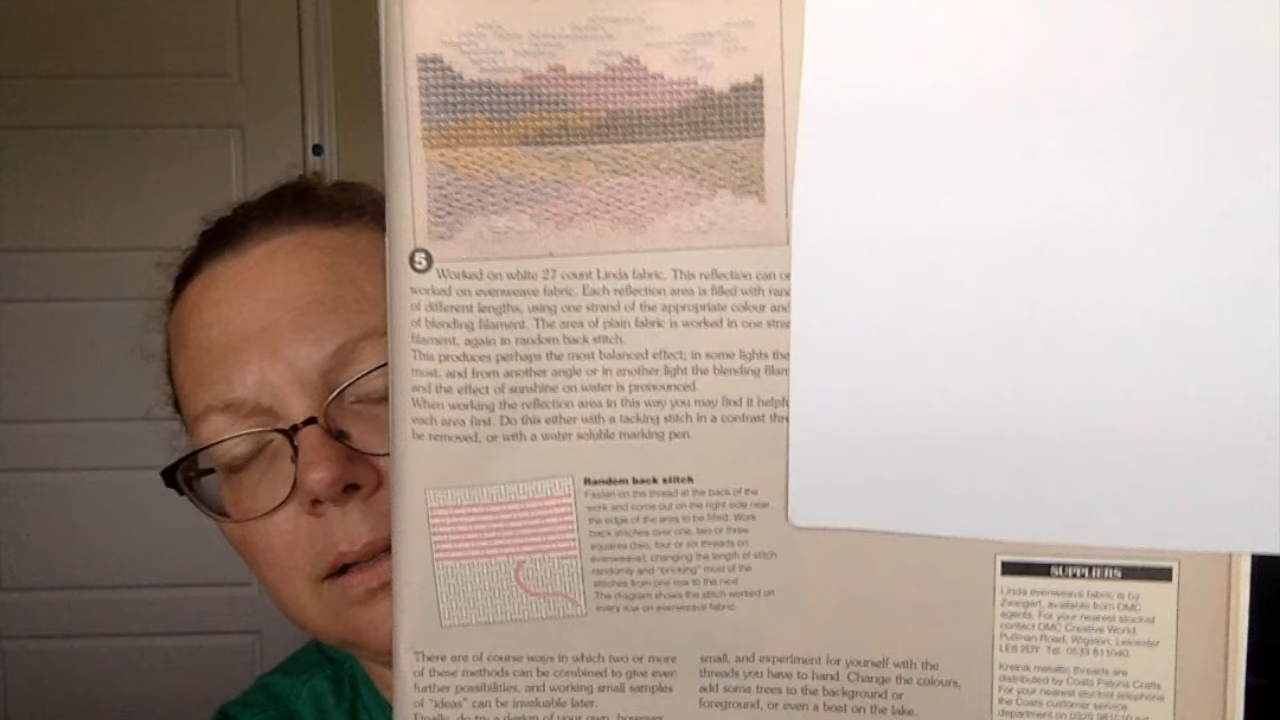 5
Worked on white 27 count Linda fabric. This reflection can
worked on evenweave fabric. Each reflection area is filled with
of different lengths, using one strand of the appropriate colour and
of blending filament. The area of plain fabric is worked in one
filament, again in random back stitch.
This produces perhaps the most balanced effect; in some lights the
most, and from another angle or in another light the blending
and the effect of sunshine on water is pronounced.
When working the reflection area in this way you may find it
each area first. Do this either with a tacking stitch in a contrast
be removed, or with a water soluble marking pen.
Random back stitch
Fasten on the thread at the back of the
work and come out on the right side near
the edge of the area to be filled. Work
back stitches over one, two or three
squares (two, four or six threads on
evenweave), changing the length of stitch
randomly and "bricking" most of the
stitches from one row to the next.
The diagram shows the stitch worked on
every row on evenweave fabric.
There are of course ways in which two or more
of these methods can be combined to give even
further possibilities, and working small samples
of "ideas" can be invaluable later.
Finally, do try a design of your own, however
small, and experiment for yourself with the
threads you have to hand. Change the colours,
add some trees to the background or
foreground, or even a boat on the lake.
SUPPLIERS
Linda evenweave fabric is by
Zweigart, available from DMC
agents. For your nearest stockist
contact DMC Creative World,
Pullman Road, Wigston, Leicester
LE8 2DY. Tel: 0533 811040.
Kreinik metallic threads are
distributed by Coats Patons Crafts.
For your nearest stockist telephone
the Coats customer service
department on